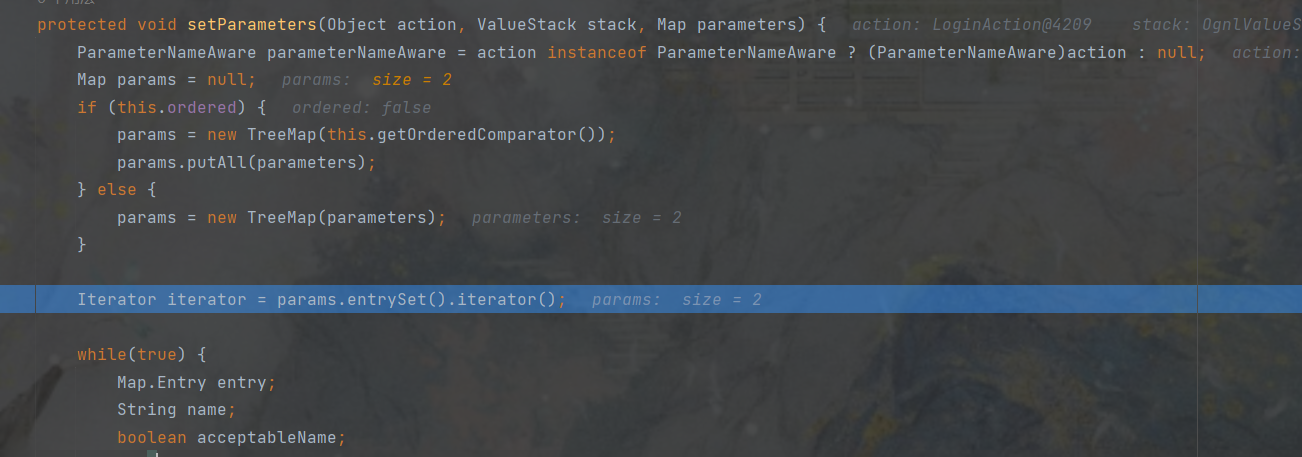 protected void setParameters(Object action, ValueStack stack, Map parameters) {   action: LoginAction@4209    stack: OgnlValueS
ParameterNameAware parameterNameAware = action instanceof ParameterNameAware ? (ParameterNameAware)action : null;   action:
Map params = null;   params:  size = 2
if (this.ordered) {   ordered: false
params = new TreeMap(this.getOrderedComparator());
params.putAll(parameters);
} else {
params = new TreeMap(parameters);   parameters:  size = 2
}
Iterator iterator = params.entrySet().iterator();   params:  size = 2
while(true) {
Map.Entry entry;
String name;
boolean acceptableName;